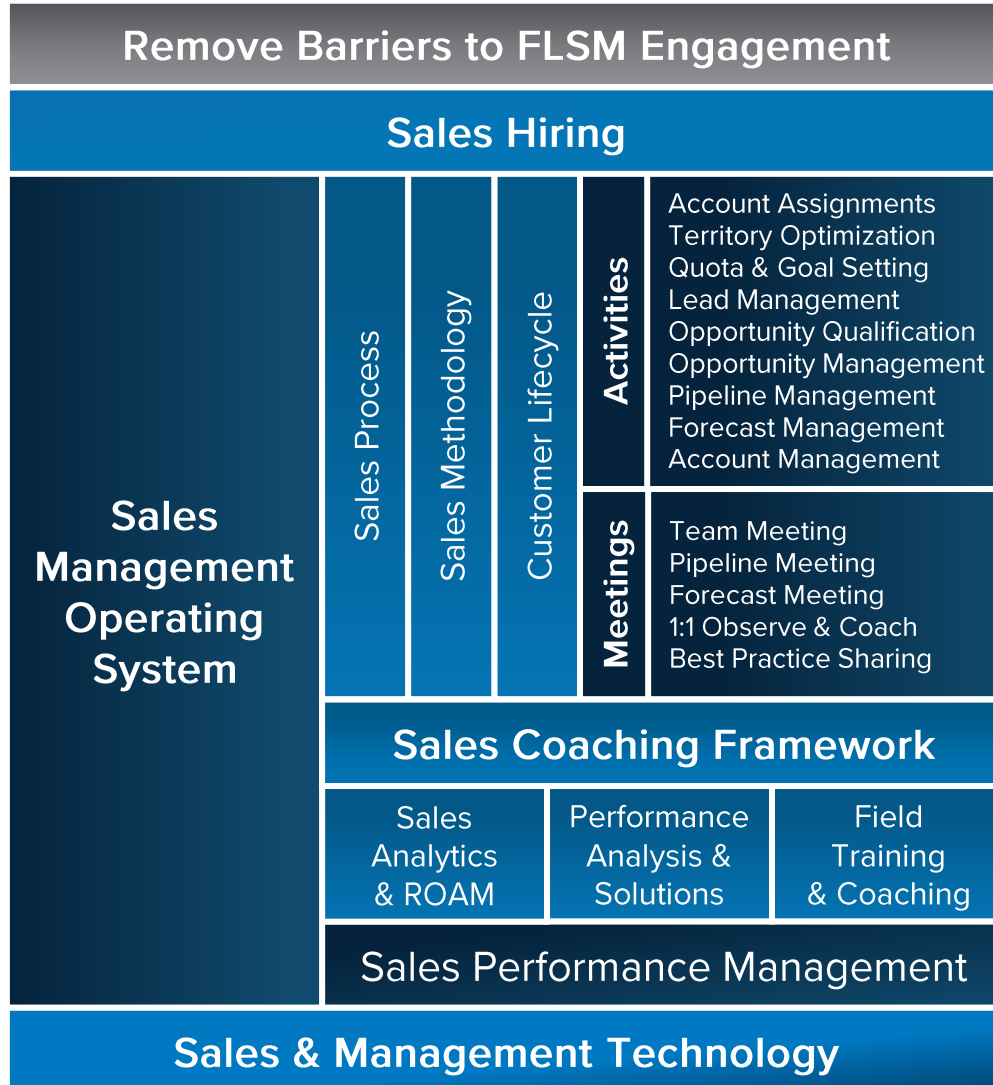 Remove Barriers to FLSM Engagement
Sales Hiring
Sales
Management
Operating
System
Sales Process
Sales Methodology
Customer Lifecycle
Activities
Account Assignments
Territory Optimization
Quota & Goal Setting
Lead Management
Opportunity Qualification
Opportunity Management
Pipeline Management
Forecast Management
Account Management
Meetings
Team Meeting
Pipeline Meeting
Forecast Meeting
1:1 Observe & Coach
Best Practice Sharing
Sales Coaching Framework
Sales
Analytics
& ROAM
Performance
Analysis &
Solutions
Field
Training
& Coaching
Sales Performance Management
Sales & Management Technology